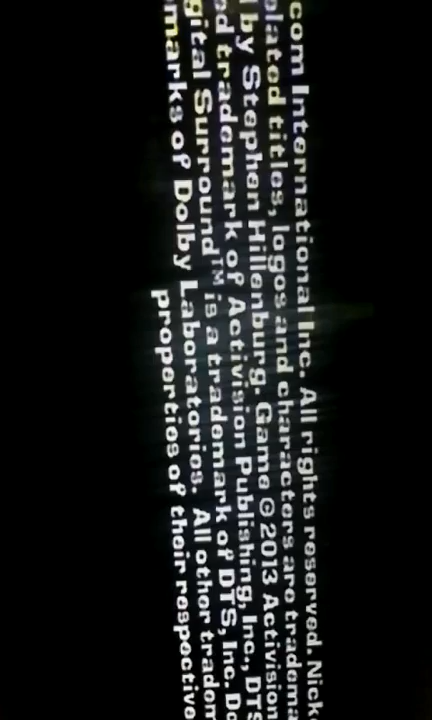 com International Inc. All rights reserved. Nick
related titles, logos and characters are tradema
by Stephen Hillenburg. Game © 2013 Activision
ed trademark of Activision Publishing, Inc., DTS
gital Surround™ is a trademark of DTS, Inc. Do
marks of Dolby Laboratories. All other tradem
properties of their respective